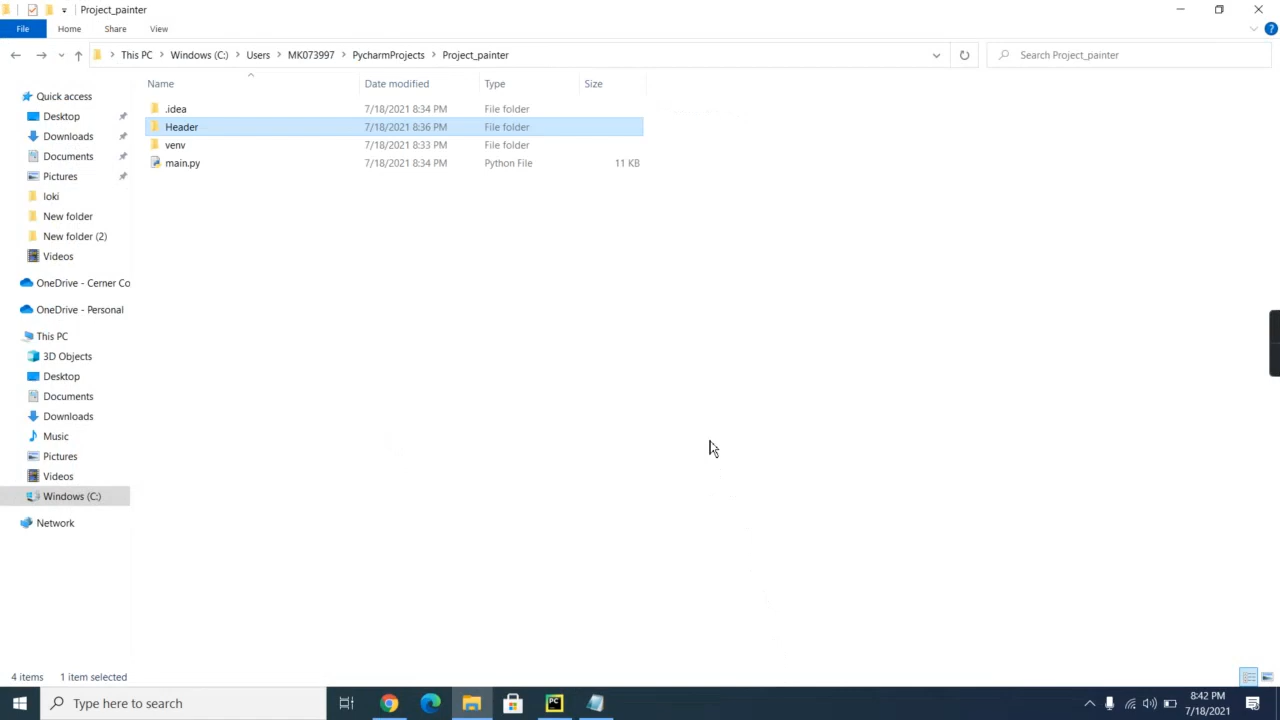 Project_painter
File Home Share View
This PC Windows (C:) Users MK073997 PycharmProjects Project_painter
Search Project_painter
Name Date modified Type Size
.idea 7/18/2021 8:34 PM File folder
Header 7/18/2021 8:36 PM File folder
venv 7/18/2021 8:33 PM File folder
main.py 7/18/2021 8:34 PM Python File 11 KB
Quick access
Desktop
Downloads
Documents
Pictures
loki
New folder
New folder (2)
Videos
OneDrive - Cerner Co
OneDrive - Personal
This PC
3D Objects
Desktop
Documents
Downloads
Music
Pictures
Videos
Windows (C:)
Network
4 items 1 item selected
Type here to search
PC
8:42 PM
7/18/2021